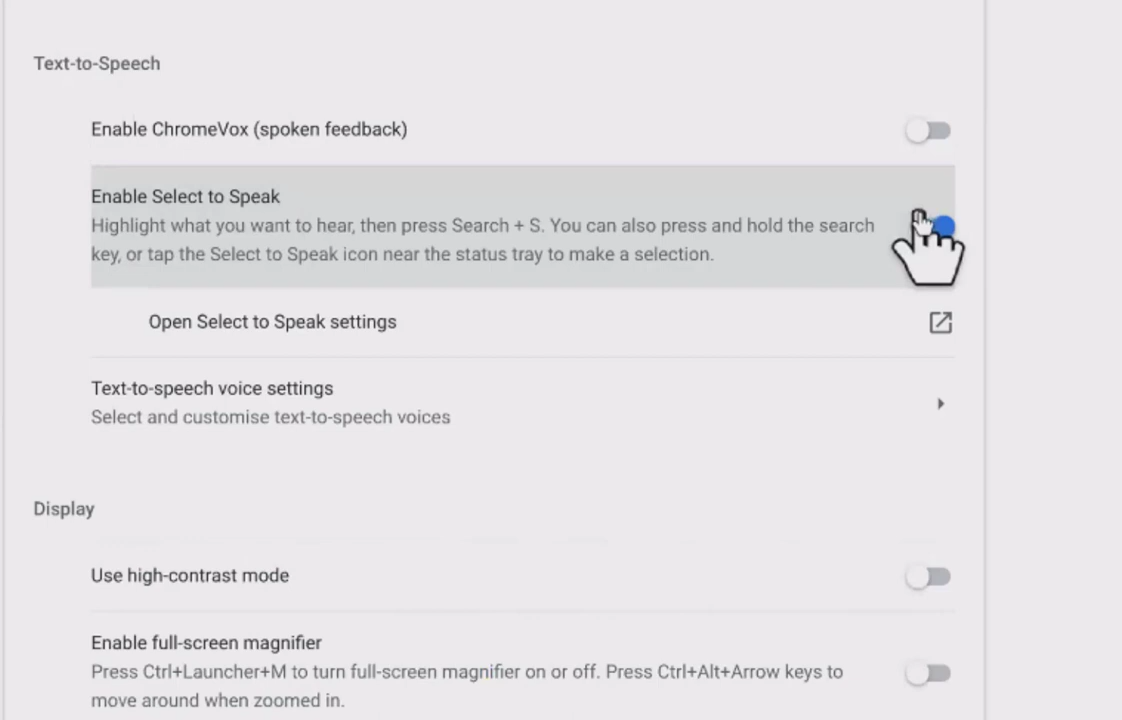 Text-to-Speech
Enable ChromeVox (spoken feedback)
Enable Select to Speak
Highlight what you want to hear, then press Search + S. You can also press and hold the search
key, or tap the Select to Speak icon near the status tray to make a selection.
Open Select to Speak settings
Text-to-speech voice settings
Select and customise text-to-speech voices
Display
Use high-contrast mode
Enable full-screen magnifier
Press Ctrl+Launcher+M to turn full-screen magnifier on or off. Press Ctrl+Alt+Arrow keys to
move around when zoomed in.